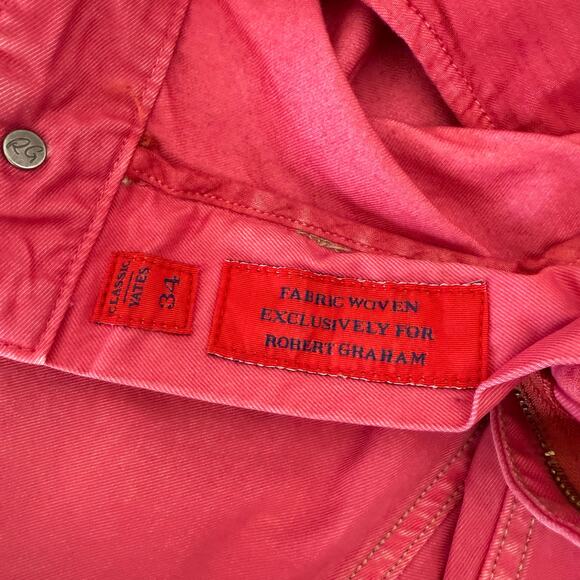 RG
CLASSIC
YATES
34
FABRIC WOVEN
EXCLUSIVELY FOR
ROBERT GRAHAM